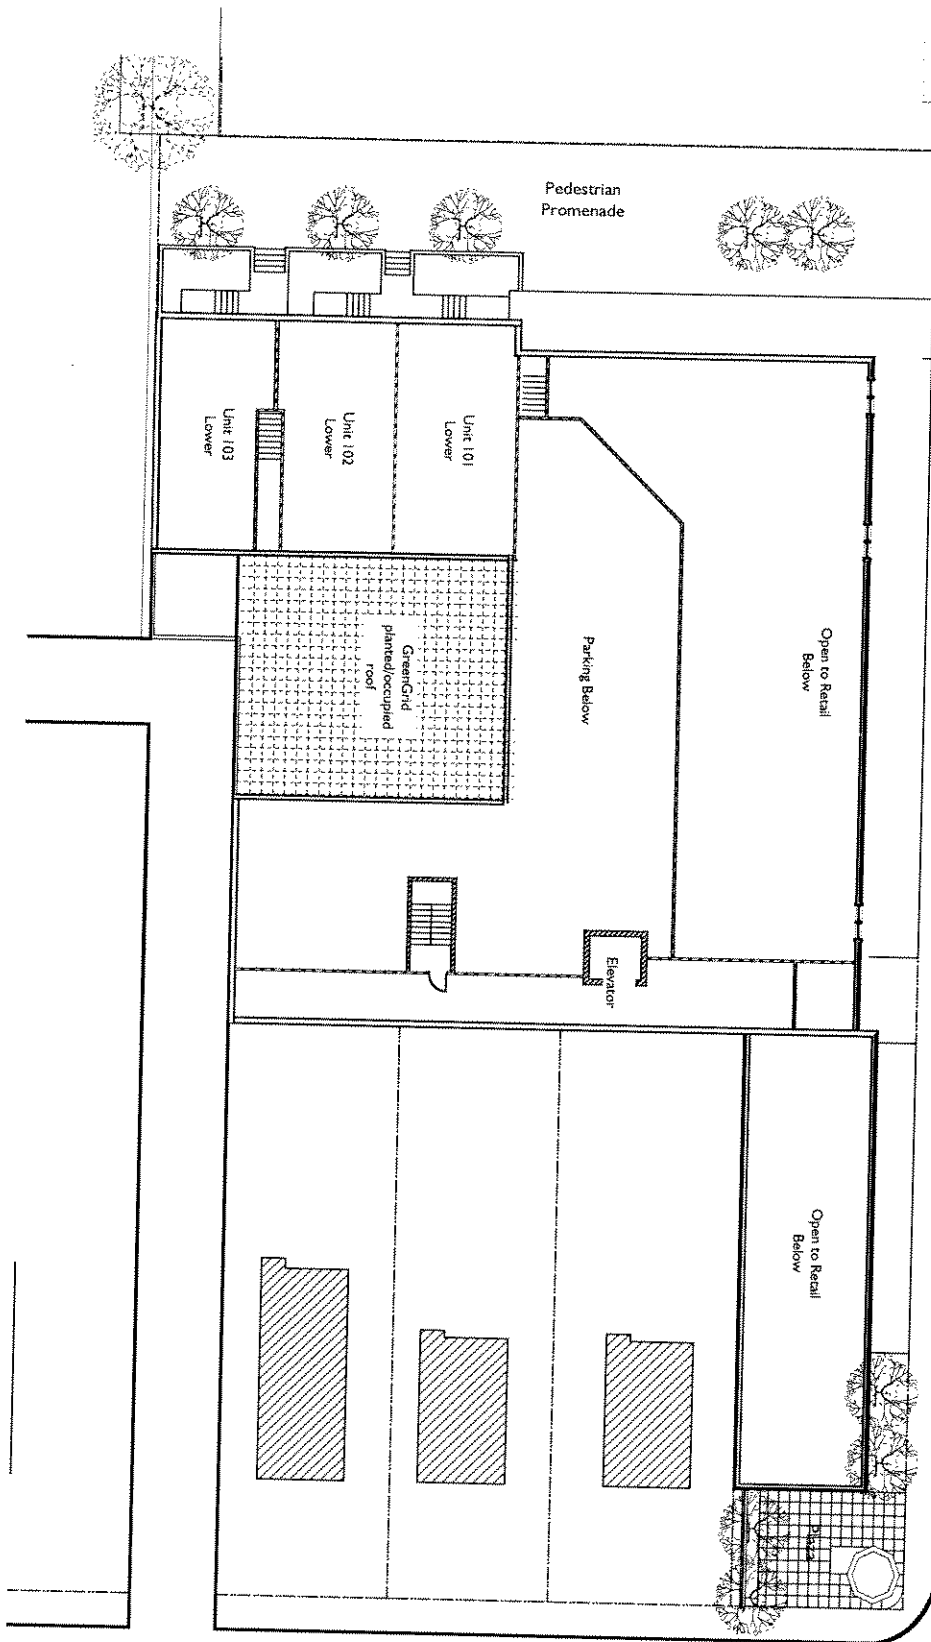 Pedestrian
Promenade
Unit 101
Lower
Unit 102
Lower
Unit 103
Lower
Open to Retail
Below
Parking Below
GreenGrid
planted/occupied
roof
Elevator
Open to Retail
Below
Plaza